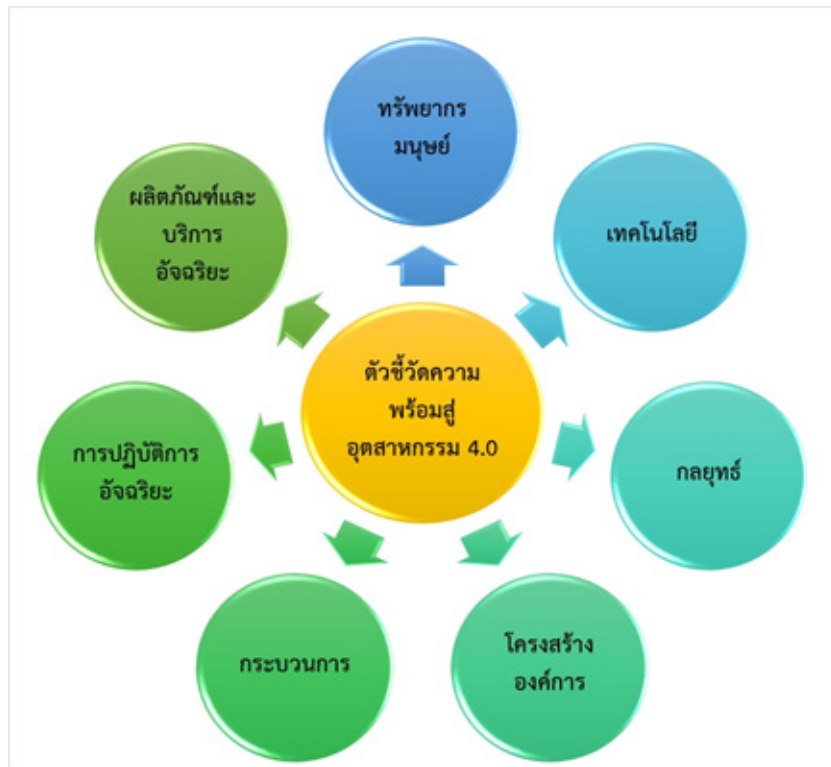 ทรัพยากร
มนุษย์
เทคโนโลยี
กลยุทธ์
โครงสร้าง
องค์การ
กระบวนการ
การปฏิบัติการ
อัจฉริยะ
ผลิตภัณฑ์และ
บริการ
อัจฉริยะ
ตัวชี้วัดความ
พร้อมสู่
อุตสาหกรรม 4.0